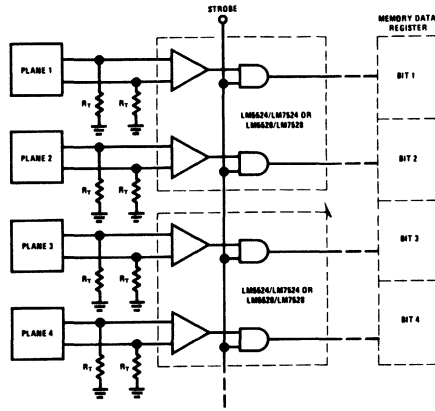 STROBE
MEMORY DATA
REGISTER
PLANE 1
RT
RT
LM5524/LM7524 OR
LM5528/LM7528
BIT 1
PLANE 2
RT
RT
BIT 2
PLANE 3
RT
RT
LM5524/LM7524 OR
LM5528/LM7528
BIT 3
PLANE 4
RT
RT
BIT 4